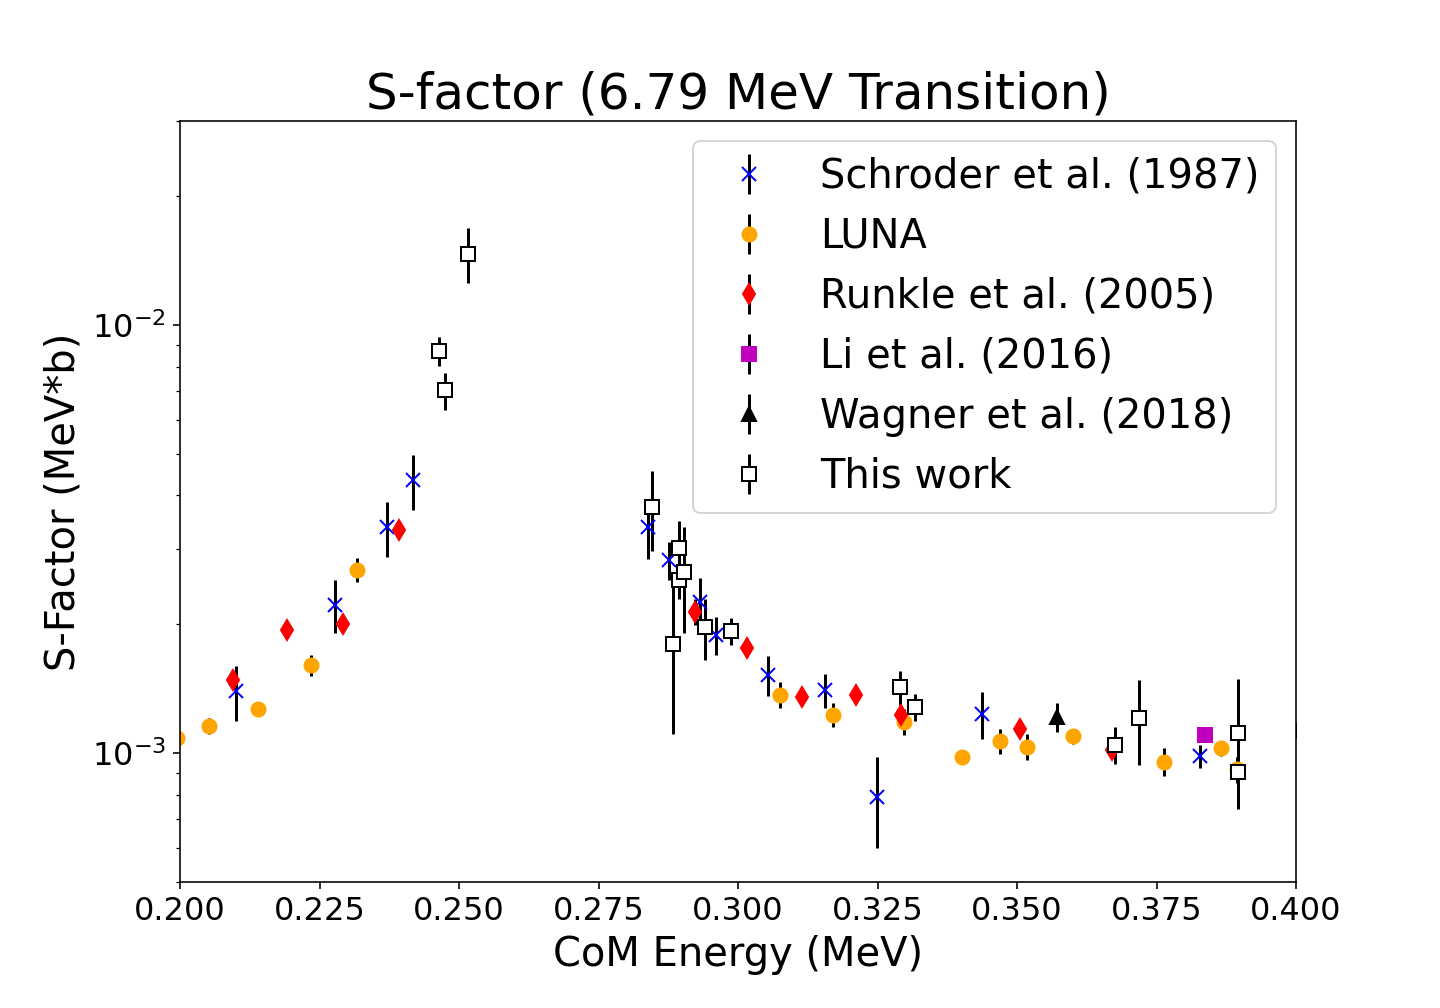 S-factor (6.79 MeV Transition)
Schroder et al. (1987)
LUNA
Runkle et al. (2005)
Li et al. (2016)
Wagner et al. (2018)
This work
S-Factor (MeV*b)
10⁻²
10⁻³
0.200 0.225 0.250 0.275 0.300 0.325 0.350 0.375 0.400
CoM Energy (MeV)